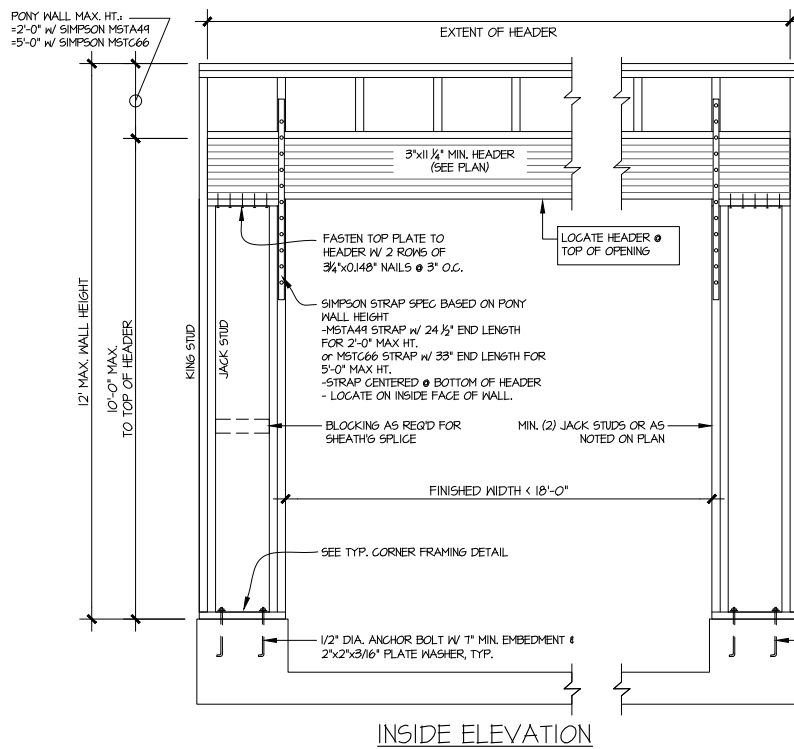 PONY WALL MAX. HT.:
=2'-0" W/ SIMPSON MSTA49
=5'-0" W/ SIMPSON MSTC66
EXTENT OF HEADER
3"x11 1/4" MIN. HEADER
(SEE PLAN)
FASTEN TOP PLATE TO
HEADER W/ 2 ROWS OF
3 1/4"x0.148" NAILS @ 3" O.C.
LOCATE HEADER @
TOP OF OPENING
SIMPSON STRAP SPEC BASED ON PONY
WALL HEIGHT
-MSTA49 STRAP W/ 24 1/2" END LENGTH
FOR 2'-0" MAX HT.
or MSTC66 STRAP W/ 33" END LENGTH FOR
5'-0" MAX HT.
-STRAP CENTERED @ BOTTOM OF HEADER
- LOCATE ON INSIDE FACE OF WALL.
12' MAX. WALL HEIGHT
10'-0" MAX.
TO TOP OF HEADER
KING STUD
JACK STUD
BLOCKING AS REQ'D FOR
SHEATH'G SPLICE
MIN. (2) JACK STUDS OR AS
NOTED ON PLAN
FINISHED WIDTH < 18'-0"
SEE TYP. CORNER FRAMING DETAIL
1/2" DIA. ANCHOR BOLT W/ 7" MIN. EMBEDMENT &
2"x2"x3/16" PLATE WASHER, TYP.
INSIDE ELEVATION